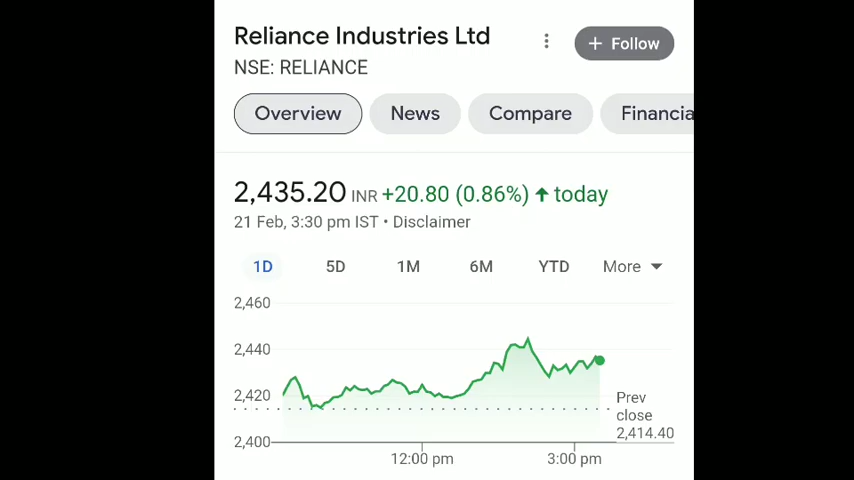 Reliance Industries Ltd
+ Follow
NSE: RELIANCE
Overview News Compare Financia
2,435.20 INR +20.80 (0.86%) ↑ today
21 Feb, 3:30 pm IST • Disclaimer
1D 5D 1M 6M YTD More
2,460
2,440
2,420
2,400
Prev
close
2,414.40
12:00 pm 3:00 pm